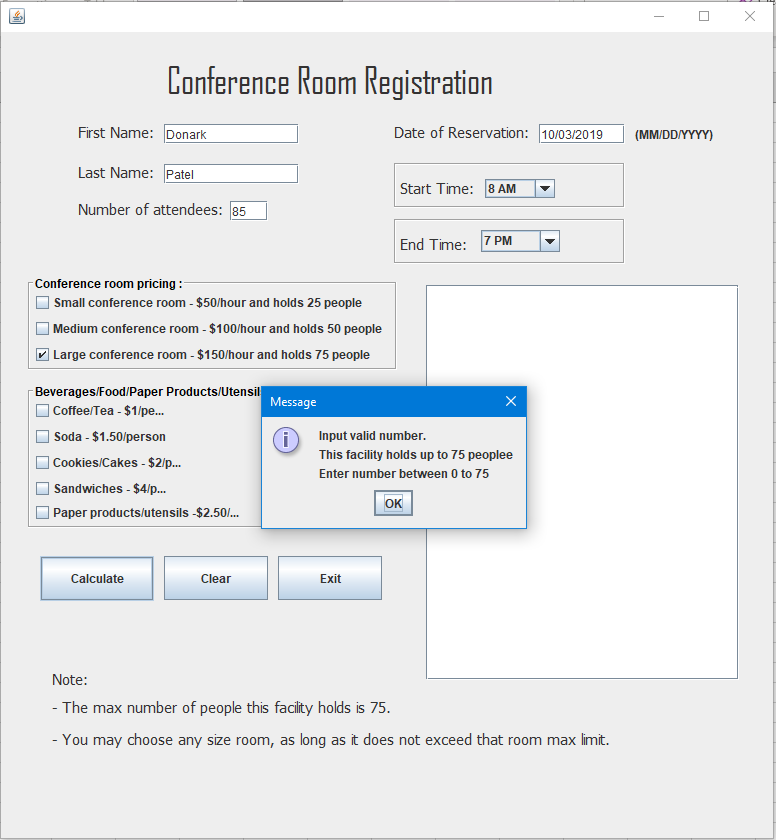 Conference Room Registration
First Name: Donark
Date of Reservation: 10/03/2019 (MM/DD/YYYY)
Last Name: Patel
Start Time: 8 AM
Number of attendees: 85
End Time: 7 PM
Conference room pricing :
Small conference room - $50/hour and holds 25 people
Medium conference room - $100/hour and holds 50 people
Large conference room - $150/hour and holds 75 people
Beverages/Food/Paper Products/Utensils
Coffee/Tea - $1/pe...
Soda - $1.50/person
Cookies/Cakes - $2/p...
Sandwiches - $4/p...
Paper products/utensils -$2.50/...
Message
Input valid number.
This facility holds up to 75 peoplee
Enter number between 0 to 75
OK
Calculate
Clear
Exit
Note:
- The max number of people this facility holds is 75.
- You may choose any size room, as long as it does not exceed that room max limit.